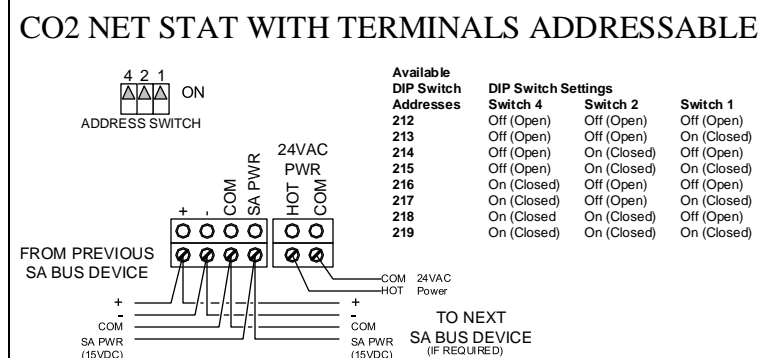 CO2 NET STAT WITH TERMINALS ADDRESSABLE
4 2 1
ON
ADDRESS SWITCH
Available
DIP Switch DIP Switch Settings
Addresses Switch 4 Switch 2 Switch 1
212 Off (Open) Off (Open) Off (Open)
213 Off (Open) Off (Open) On (Closed)
214 Off (Open) On (Closed) Off (Open)
215 Off (Open) On (Closed) On (Closed)
216 On (Closed) Off (Open) Off (Open)
217 On (Closed) Off (Open) On (Closed)
218 On (Closed On (Closed) Off (Open)
219 On (Closed) On (Closed) On (Closed)
24VAC
PWR
+ - COM SA PWR HOT COM
FROM PREVIOUS
SA BUS DEVICE
COM 24VAC
HOT Power
+ +
- -
COM COM
SA PWR SA PWR
(15VDC) (15VDC)
TO NEXT
SA BUS DEVICE
(IF REQUIRED)